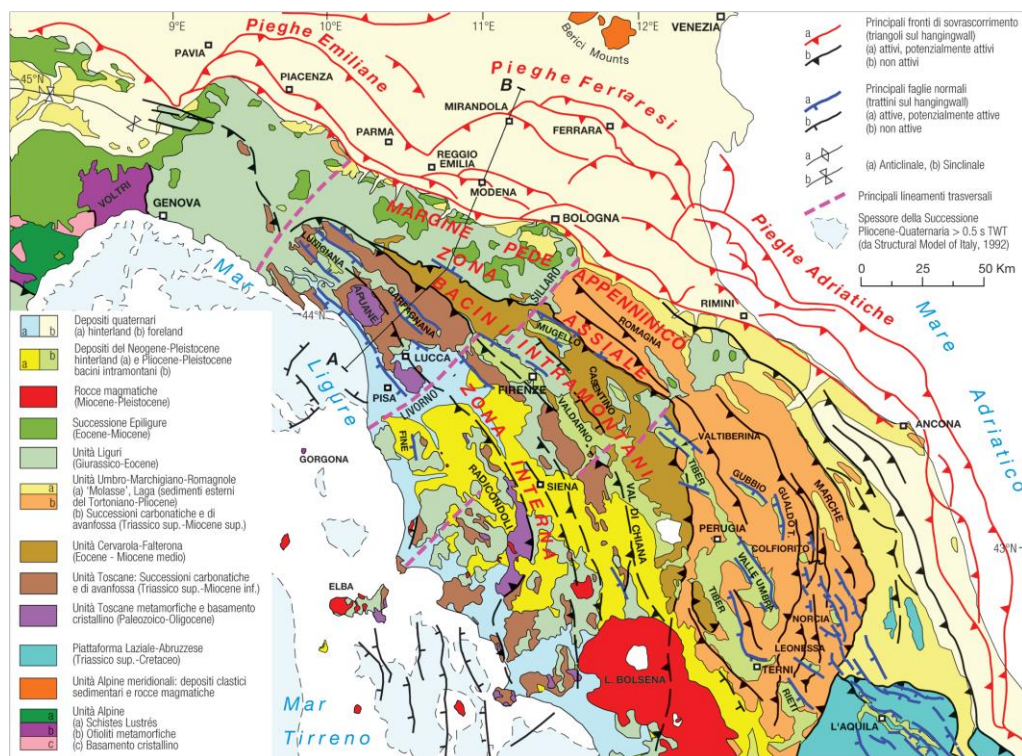 9°E
10°E
11°E
12°E
VENEZIA
Berici Mounts
PAVIA
Pieghe Emiliane
45°N
PIACENZA
B
Pieghe Ferraresi
MIRANDOLA
FERRARA
PARMA
REGGIO
EMILIA
MODENA
VOLTRI
GENOVA
BOLOGNA
MARGINE PEDE APPENNINICO
ZONA ASSIALE
BACINI INTRAMONTANI
ZONA INTERNA
Pieghe Adriatiche
Mar Ligure
Mare Adriatico
Mar
Tirreno
LUNIGIANA
APUANE
GARFAGNANA
44°N
SILLARO
ROMAGNA
RIMINI
MUGELLO
A
LUCCA
PISA
LIVORNO
FIRENZE
CASENTINO
VALDARNO
ANCONA
VALTIBERINA
GORGONA
FINE
RADICONDOLI
SIENA
VAL DI CHIANA
TIBER
GUBBIO
GUALDO T.
MARCHE
PERUGIA
COLFIORITO
43°N
ELBA
VALLE UMBRA
TIBER
NORCIA
LEONESSA
TERNI
L. BOLSENA
RIETI
L'AQUILA
a
b
Principali fronti di sovrascorrimento
(triangoli sul hangingwall)
(a) attivi, potenzialmente attivi
(b) non attivi
a
b
Principali faglie normali
(trattini sul hangingwall)
(a) attive, potenzialmente attive
(b) non attive
a
b
(a) Anticlinale, (b) Sinclinale
Principali lineamenti trasversali
Spessore della Successione
Pliocene-Quaternaria > 0.5 s TWT
(da Structural Model of Italy, 1992)
0 25 50 Km
a b
Depositi quaternari
(a) hinterland (b) foreland
a b
Depositi del Neogene-Pleistocene
hinterland (a) e Pliocene-Pleistocene
bacini intramontani (b)
Rocce magmatiche
(Miocene-Pleistocene)
Successione Epiligure
(Eocene-Miocene)
Unità Liguri
(Giurassico-Eocene)
a
b
Unità Umbro-Marchigiano-Romagnole
(a) 'Molasse', Laga (sedimenti esterni
del Tortoniano-Pliocene)
(b) Successioni carbonatiche e di
avanfossa (Triassico sup.-Miocene sup.)
Unità Cervarola-Falterona
(Eocene - Miocene medio)
Unità Toscane: Successioni carbonatiche
e di avanfossa (Triassico sup.-Miocene inf.)
Unità Toscane metamorfiche e basamento
cristallino (Paleozoico-Oligocene)
Piattaforma Laziale-Abruzzese
(Triassico sup.-Cretaceo)
Unità Alpine meridionali: depositi clastici
sedimentari e rocce magmatiche
a
b
c
Unità Alpine
(a) Schistes Lustrés
(b) Ofioliti metamorfiche
(c) Basamento cristallino